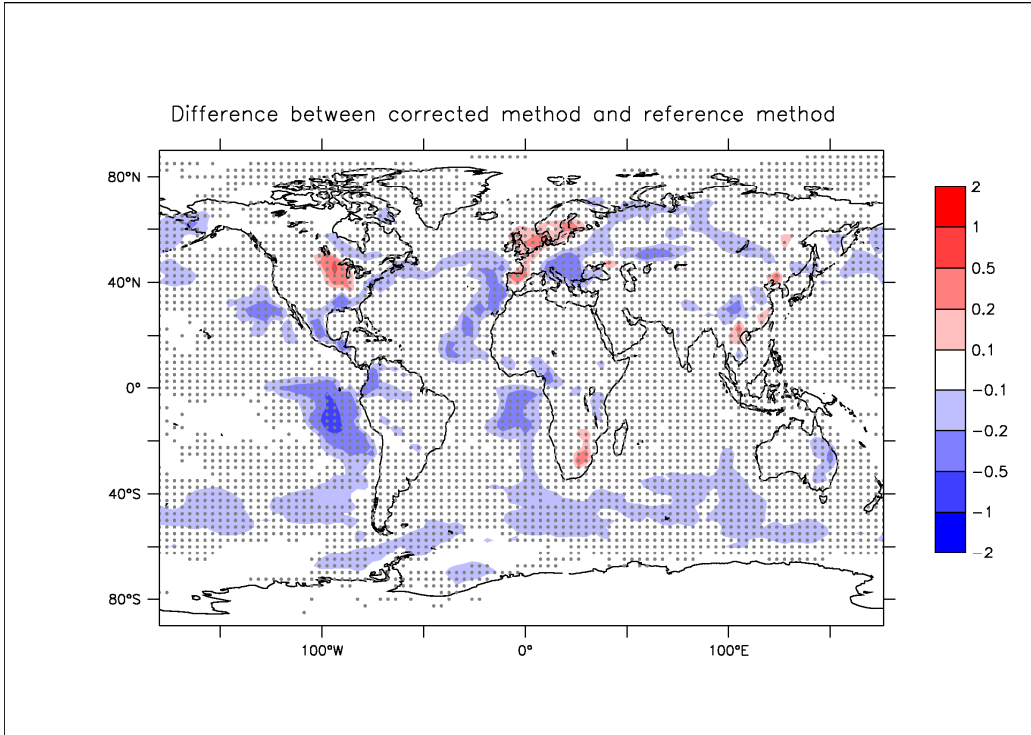 Difference between corrected method and reference method
80°N
40°N
0°
40°S
80°S
100°W
0°
100°E
2
1
0.5
0.2
0.1
−0.1
−0.2
−0.5
−1
−2